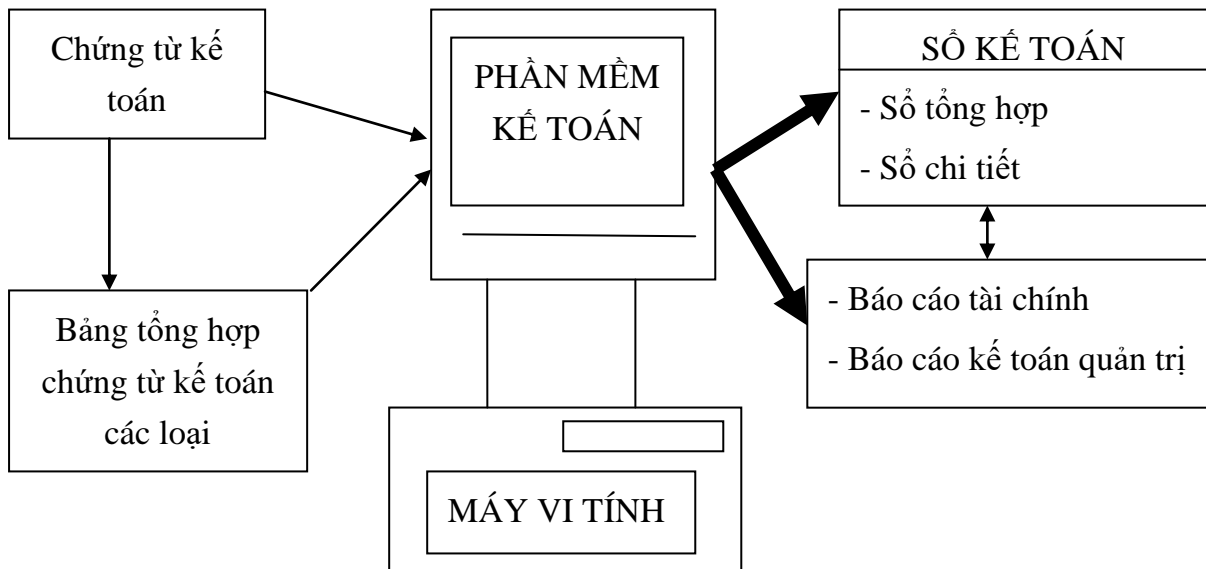 Chứng từ kế
toán
Bảng tổng hợp
chứng từ kế toán
các loại
PHẦN MỀM
KẾ TOÁN
MÁY VI TÍNH
SỔ KẾ TOÁN
- Sổ tổng hợp
- Sổ chi tiết
- Báo cáo tài chính
- Báo cáo kế toán quản trị